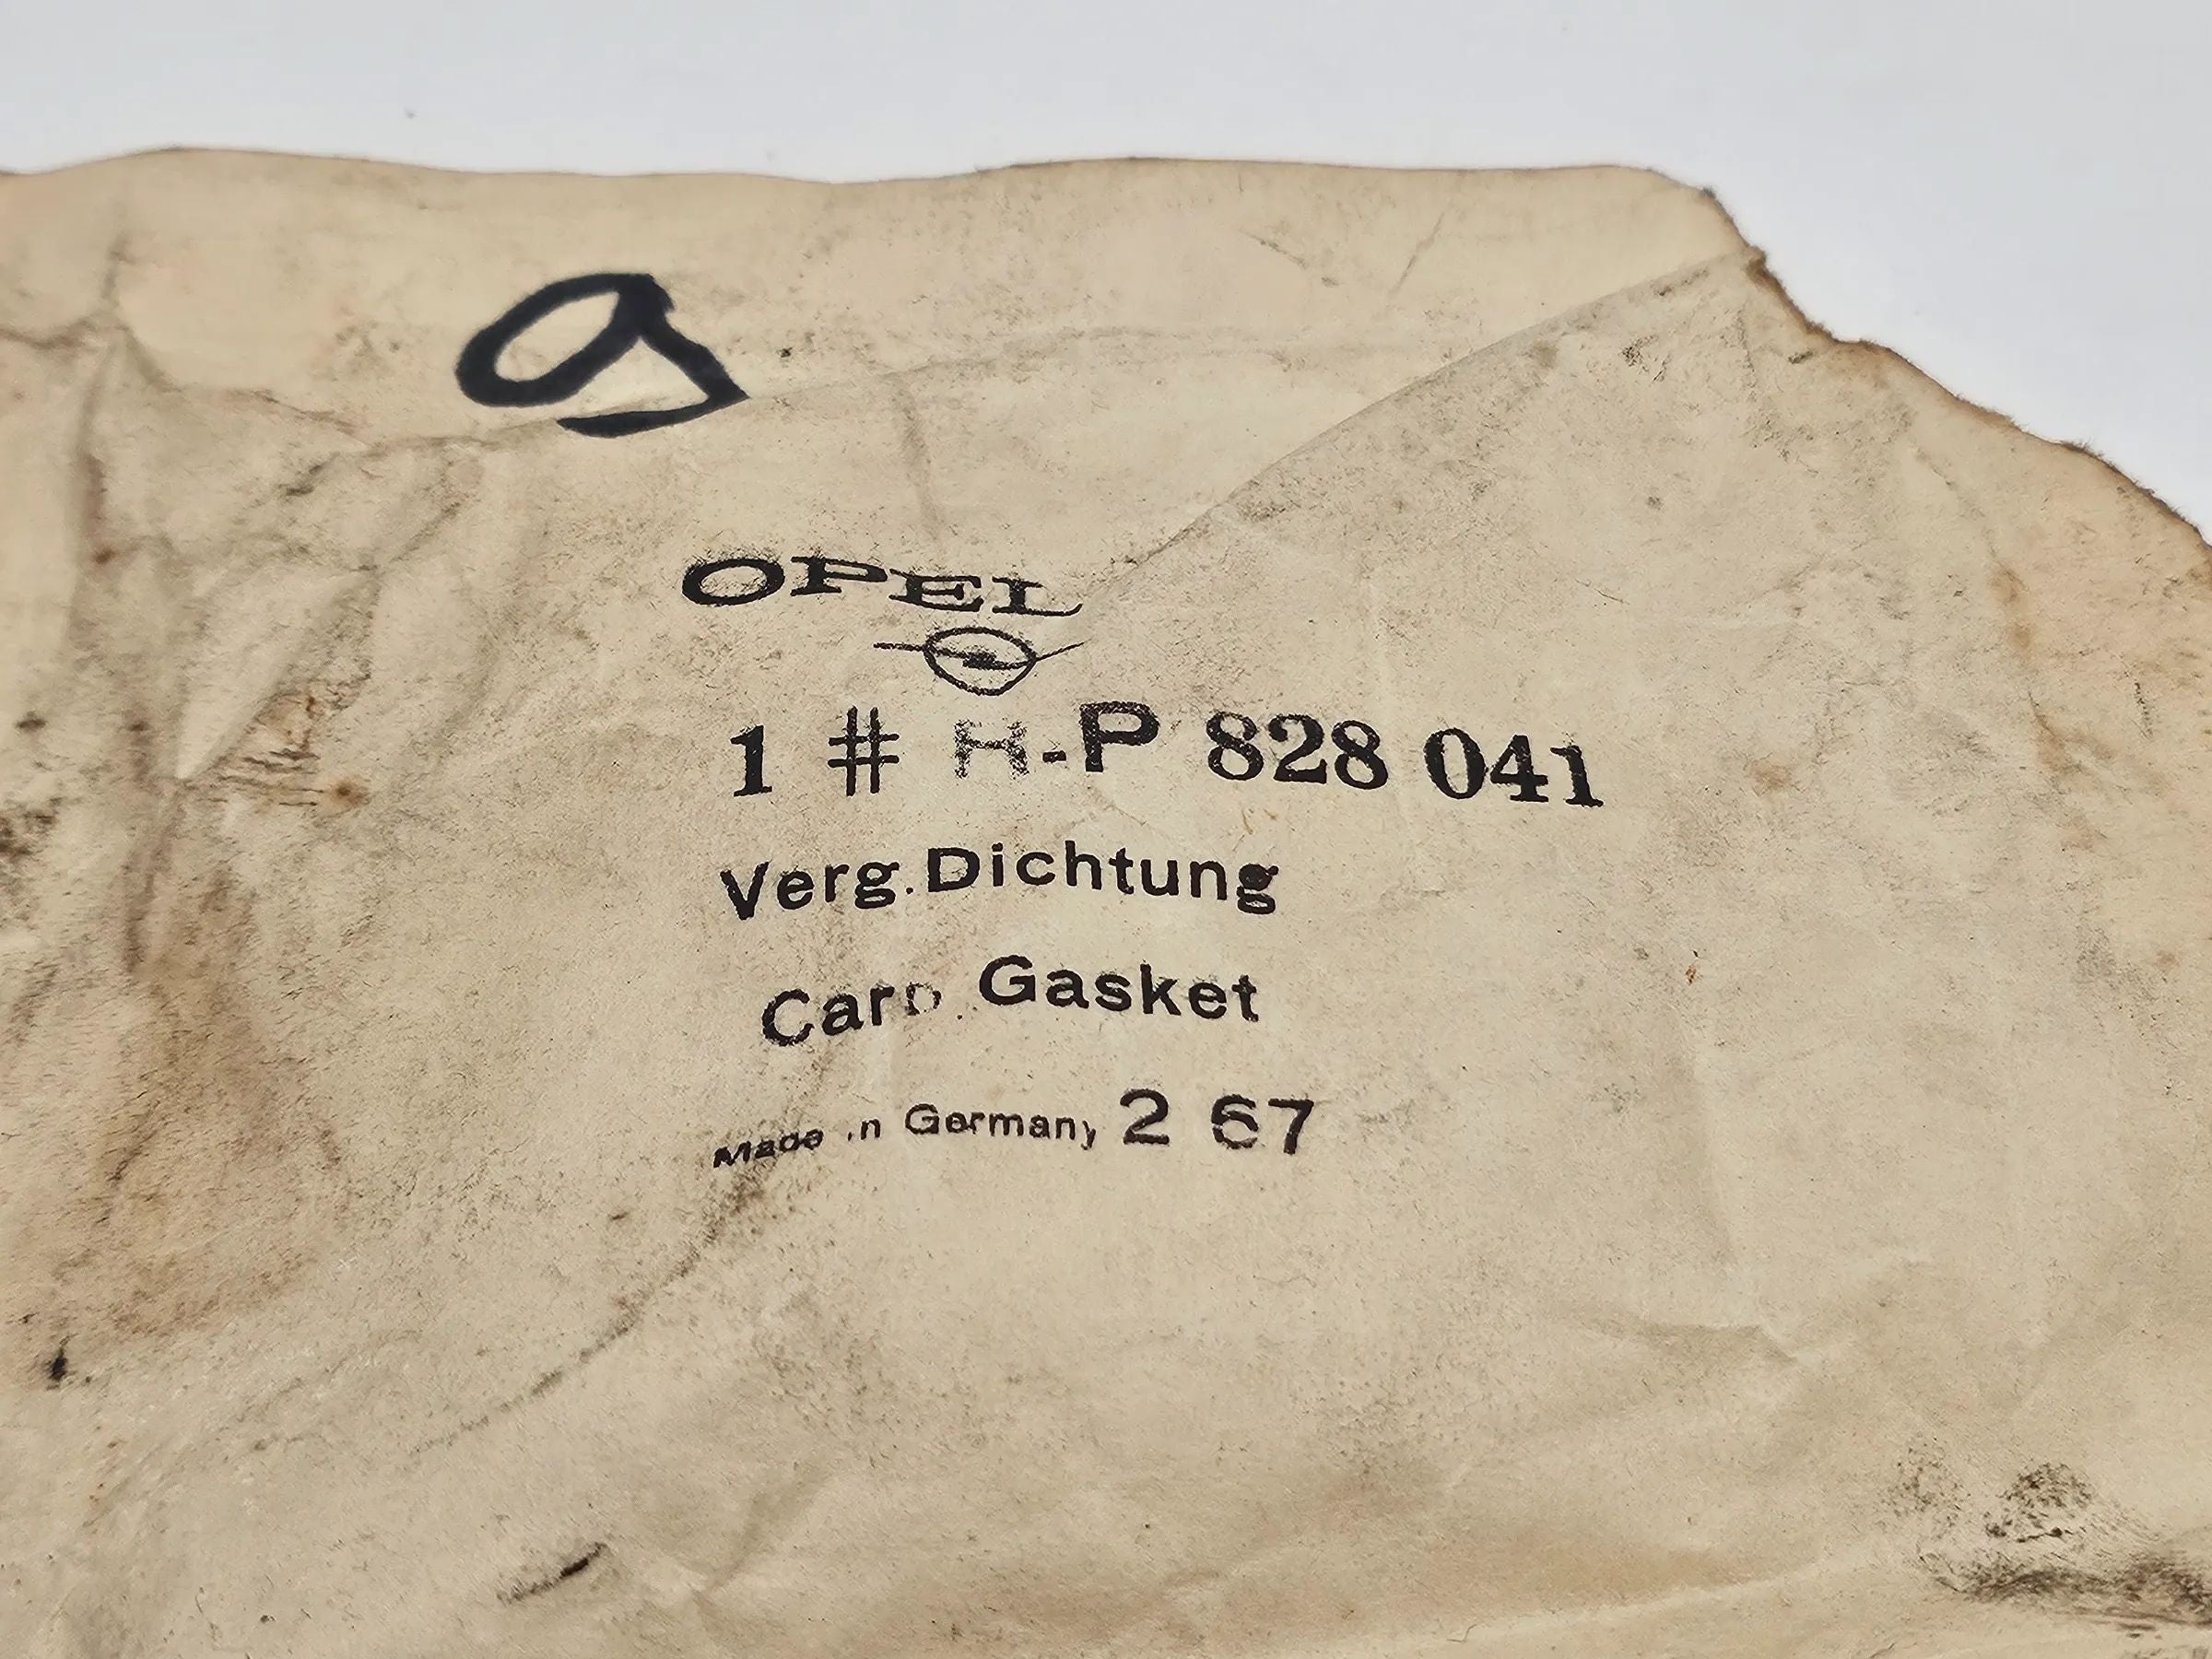 9
OPEL
1 # H-P 828 041
Verg.Dichtung
Carb. Gasket
Made in Germany 2 67